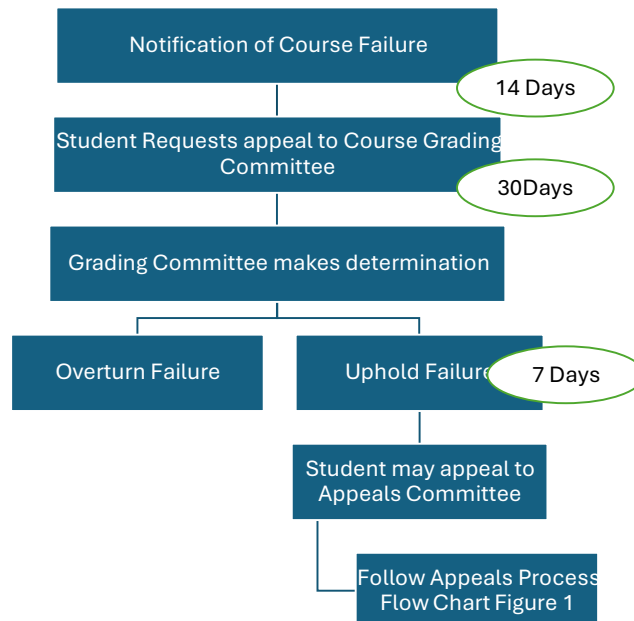 Notification of Course Failure
14 Days
Student Requests appeal to Course Grading
Committee
30Days
Grading Committee makes determination
Overturn Failure
Uphold Failure
7 Days
Student may appeal to
Appeals Committee
Follow Appeals Process
Flow Chart Figure 1